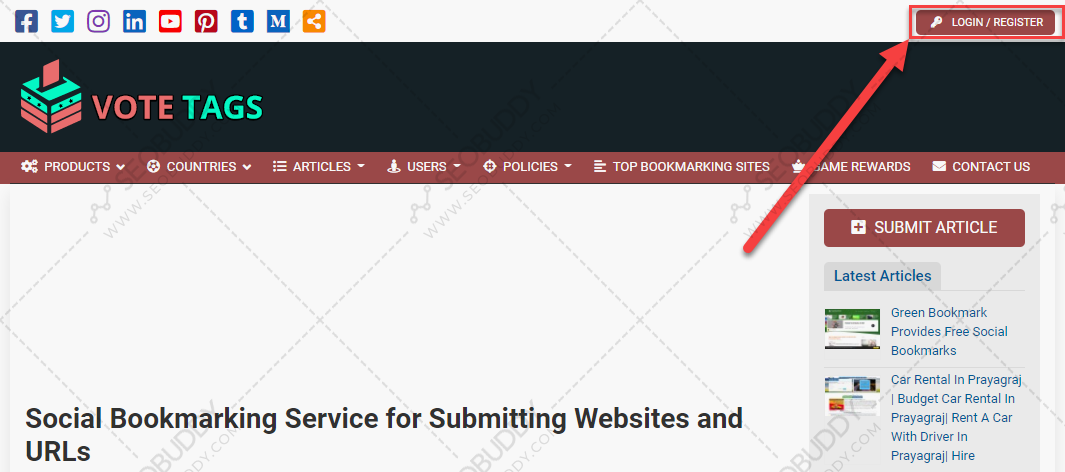 LOGIN / REGISTER
VOTE TAGS
PRODUCTS COUNTRIES ARTICLES USERS POLICIES TOP BOOKMARKING SITES GAME REWARDS CONTACT US
SUBMIT ARTICLE
Latest Articles
Green Bookmark
Provides Free Social
Bookmarks
Car Rental In Prayagraj
| Budget Car Rental In
Prayagraj| Rent A Car
With Driver In
Prayagraj| Hire
Social Bookmarking Service for Submitting Websites and
URLs
SEOBUDDY
WWW.SEOBUDDY.COM